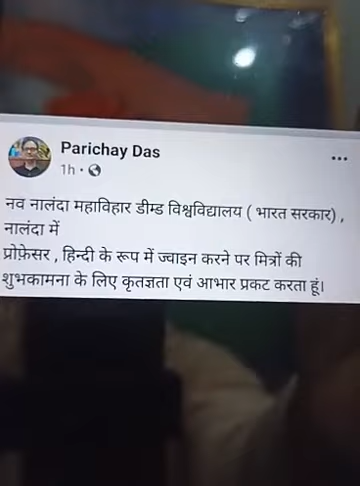 Parichay Das
1h ·
नव नालंदा महाविहार डीम्ड विश्वविद्यालय ( भारत सरकार) ,
नालंदा में
प्रोफ़ेसर , हिन्दी के रूप में ज्वाइन करने पर मित्रों की
शुभकामना के लिए कृतज्ञता एवं आभार प्रकट करता हूं।